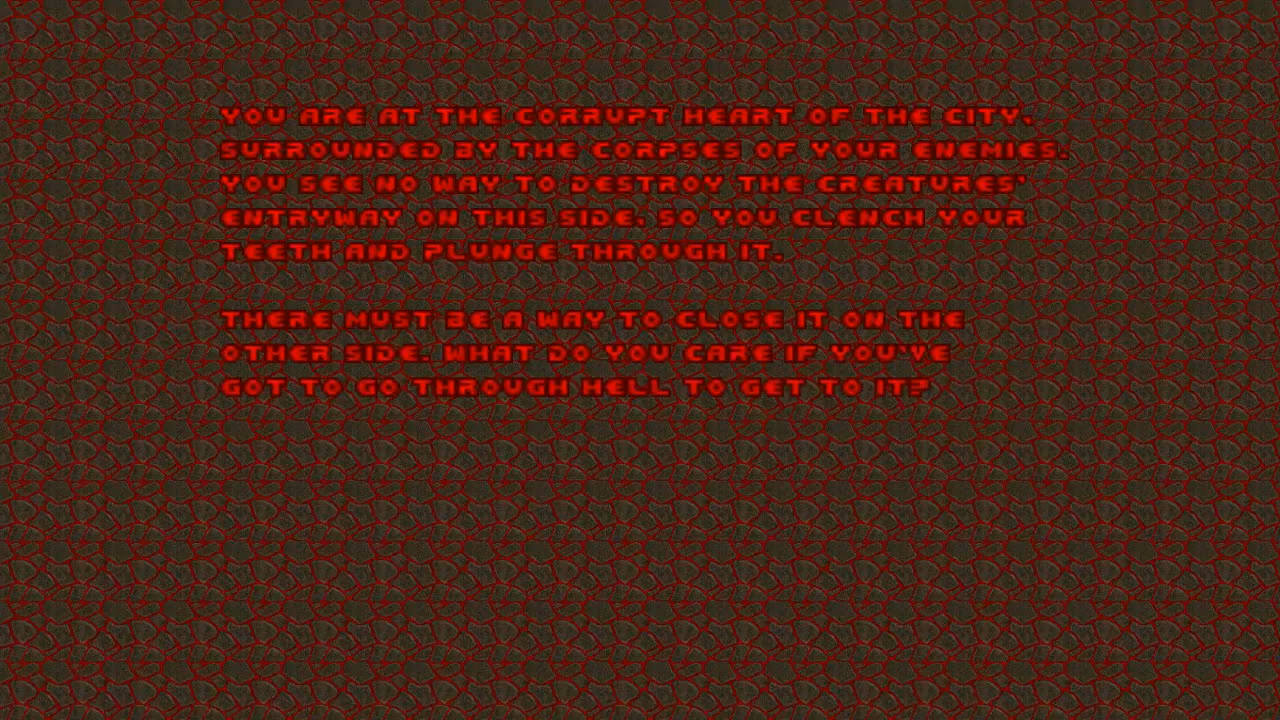 YOU ARE AT THE CORRUPT HEART OF THE CITY,
SURROUNDED BY THE CORPSES OF YOUR ENEMIES.
YOU SEE NO WAY TO DESTROY THE CREATURES'
ENTRYWAY ON THIS SIDE, SO YOU CLENCH YOUR
TEETH AND PLUNGE THROUGH IT.
THERE MUST BE A WAY TO CLOSE IT ON THE
OTHER SIDE. WHAT DO YOU CARE IF YOU'VE
GOT TO GO THROUGH HELL TO GET TO IT?